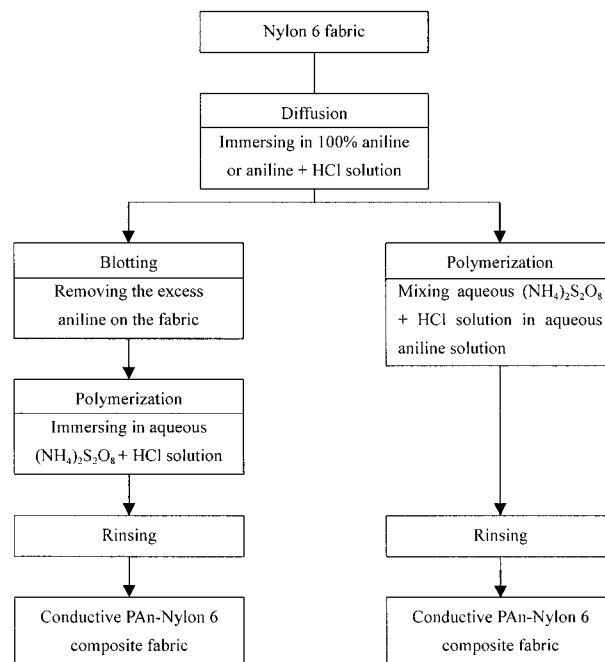 Nylon 6 fabric
Diffusion
Immersing in 100% aniline
or aniline + HCl solution
Blotting
Removing the excess
aniline on the fabric
Polymerization
Immersing in aqueous
(NH₄)₂S₂O₈ + HCl solution
Rinsing
Conductive PAn-Nylon 6
composite fabric
Polymerization
Mixing aqueous (NH₄)₂S₂O₈
+ HCl solution in aqueous
aniline solution
Rinsing
Conductive PAn-Nylon 6
composite fabric